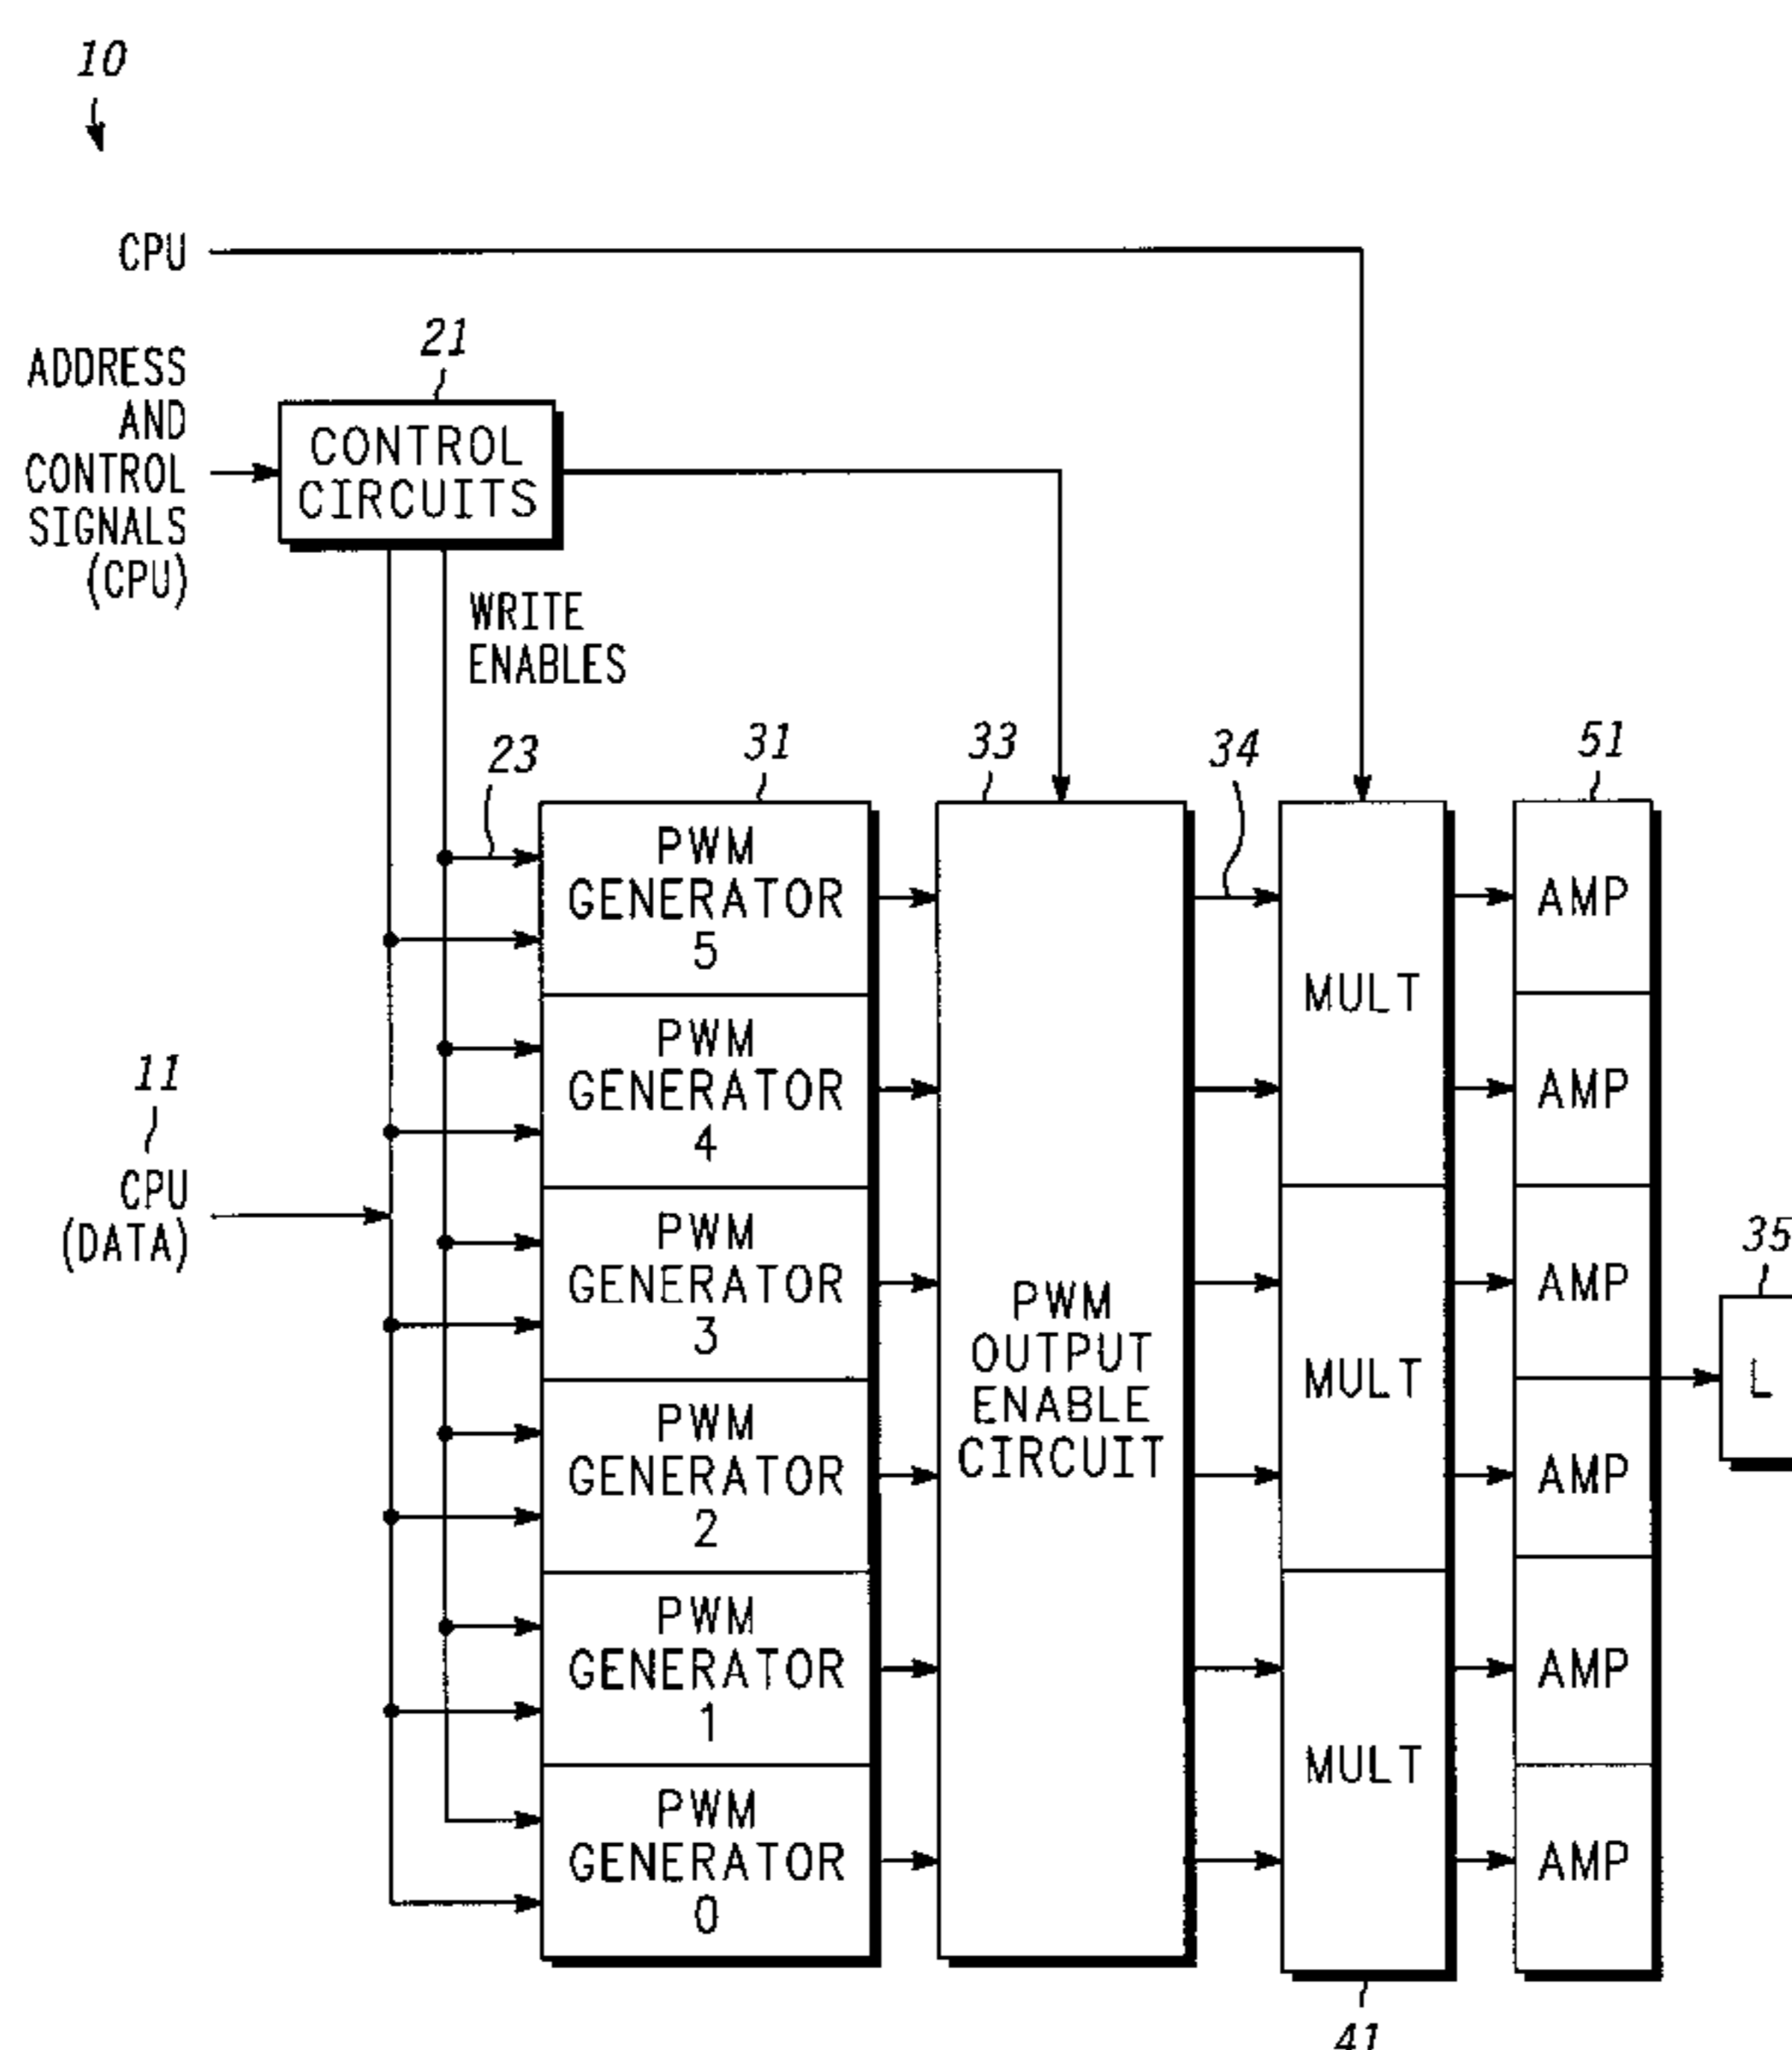 10
CPU
ADDRESS
AND
CONTROL
SIGNALS
(CPU)
21
CONTROL
CIRCUITS
WRITE
ENABLES
23
31
33
34
51
PWM
GENERATOR
5
PWM
GENERATOR
4
PWM
GENERATOR
3
PWM
GENERATOR
2
PWM
GENERATOR
1
PWM
GENERATOR
0
11
CPU
(DATA)
PWM
OUTPUT
ENABLE
CIRCUIT
MULT
MULT
MULT
41
AMP
AMP
AMP
AMP
AMP
AMP
35
L